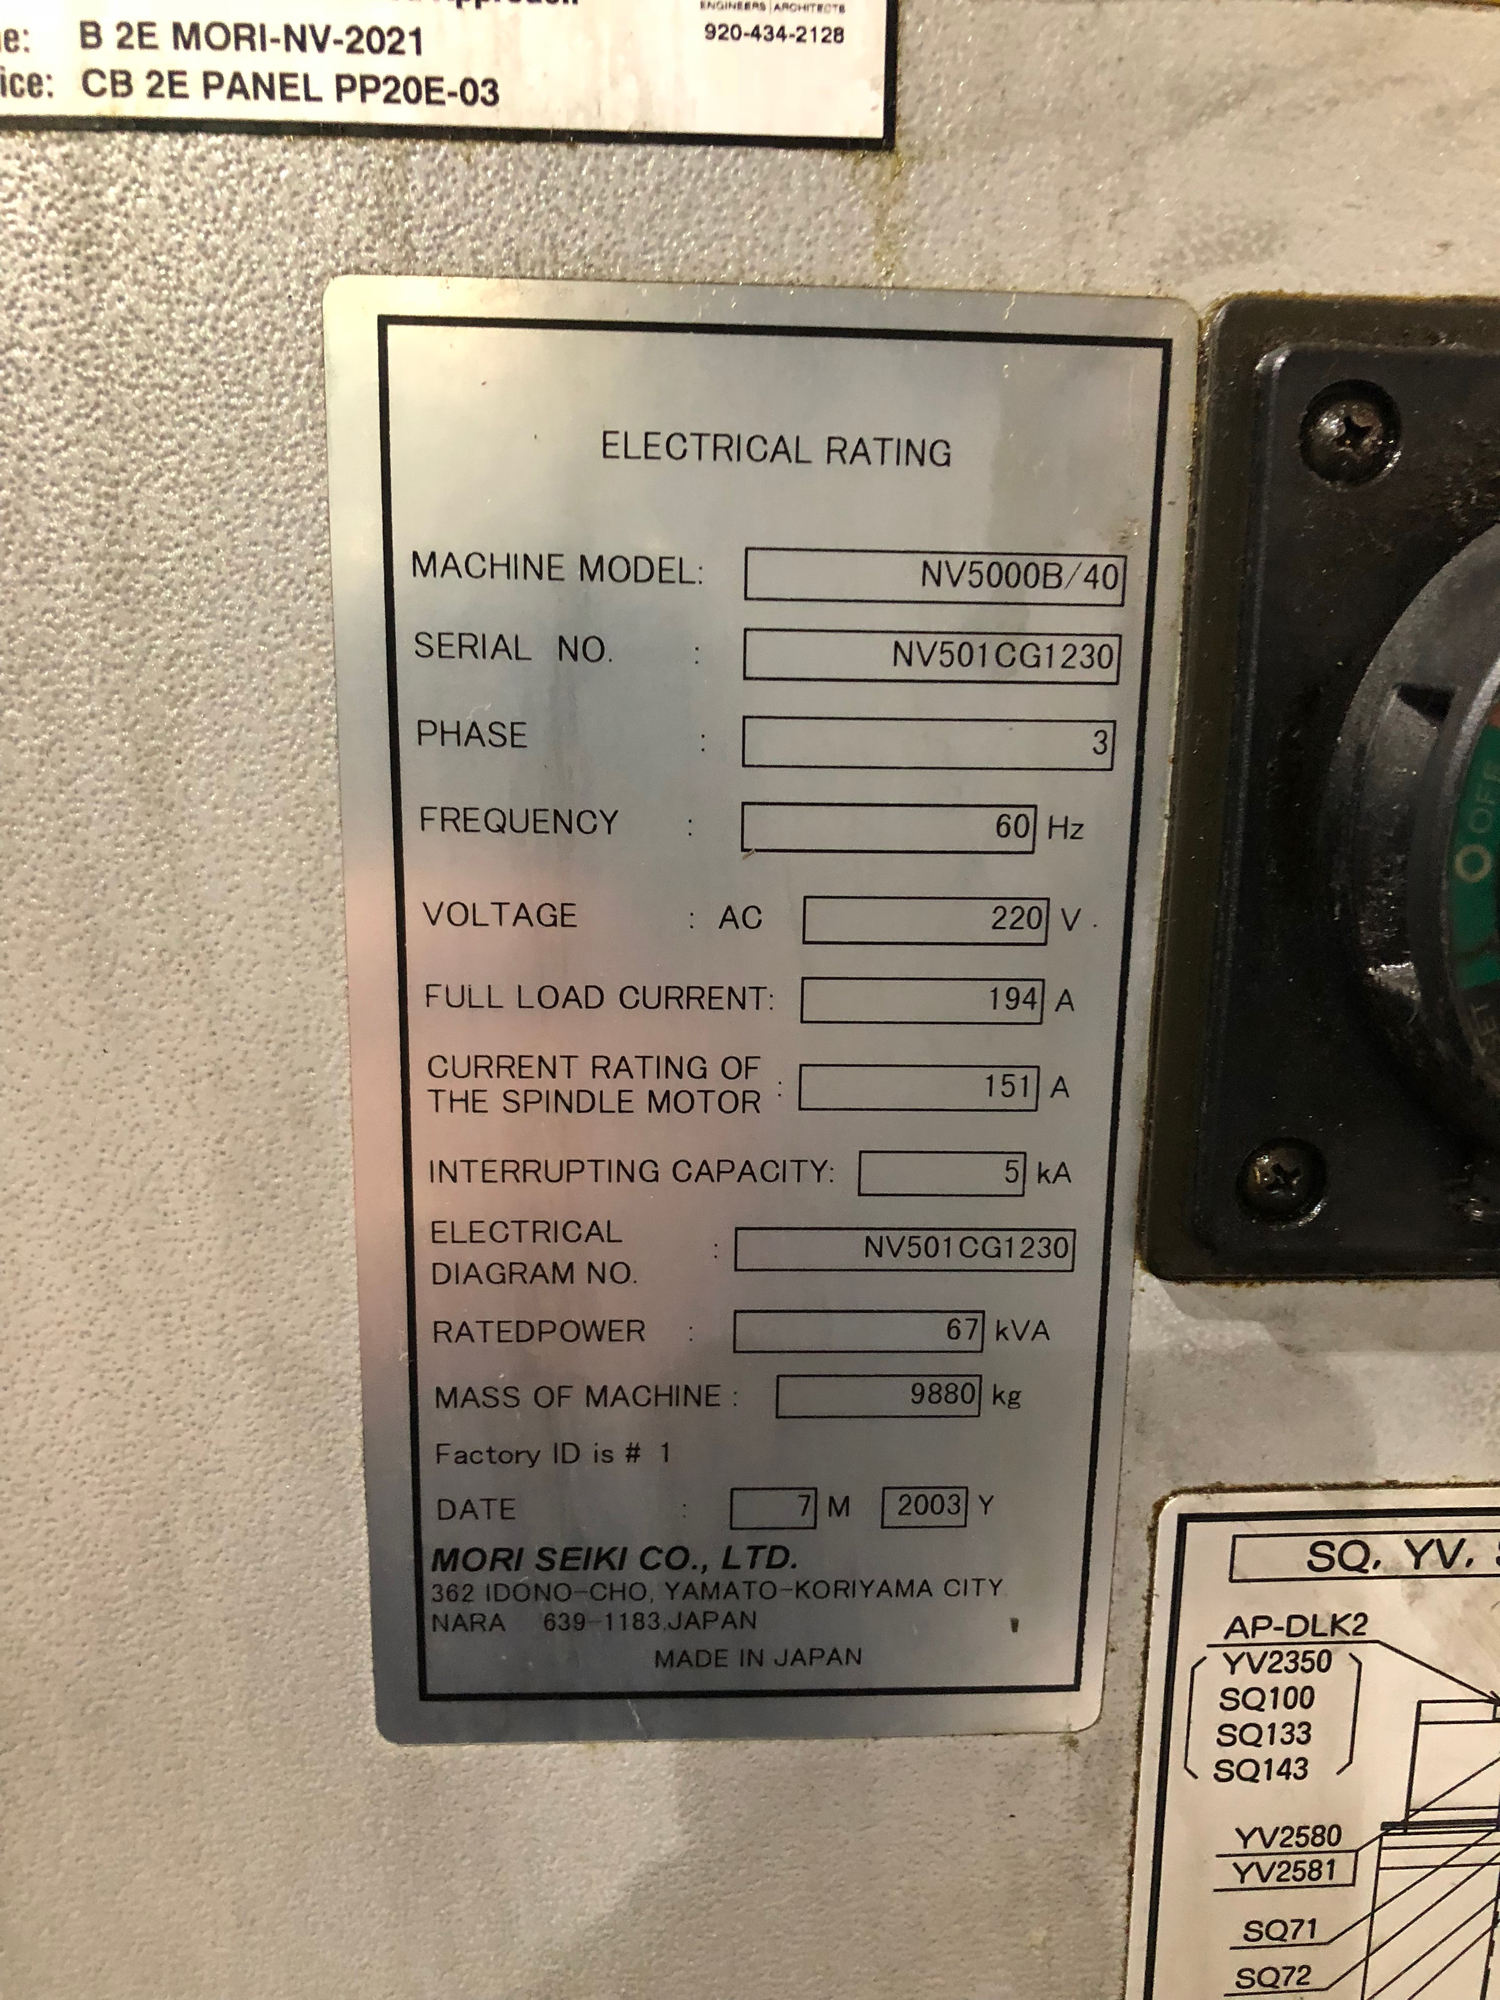 Approach
ENGINEERS | ARCHITECTS
920-434-2128
e: B 2E MORI-NV-2021
ice: CB 2E PANEL PP20E-03
ELECTRICAL RATING
MACHINE MODEL: NV5000B/40
SERIAL NO. : NV501CG1230
PHASE : 3
FREQUENCY : 60 Hz
VOLTAGE : AC 220 V.
FULL LOAD CURRENT: 194 A
CURRENT RATING OF
THE SPINDLE MOTOR : 151 A
INTERRUPTING CAPACITY: 5 kA
ELECTRICAL
DIAGRAM NO. : NV501CG1230
RATEDPOWER : 67 kVA
MASS OF MACHINE : 9880 kg
Factory ID is # 1
DATE : 7 M 2003 Y
MORI SEIKI CO., LTD.
362 IDONO-CHO, YAMATO-KORIYAMA CITY
NARA 639-1183.JAPAN
MADE IN JAPAN
O OFF
SQ, YV,
AP-DLK2
YV2350
SQ100
SQ133
SQ143
YV2580
YV2581
SQ71
SQ72